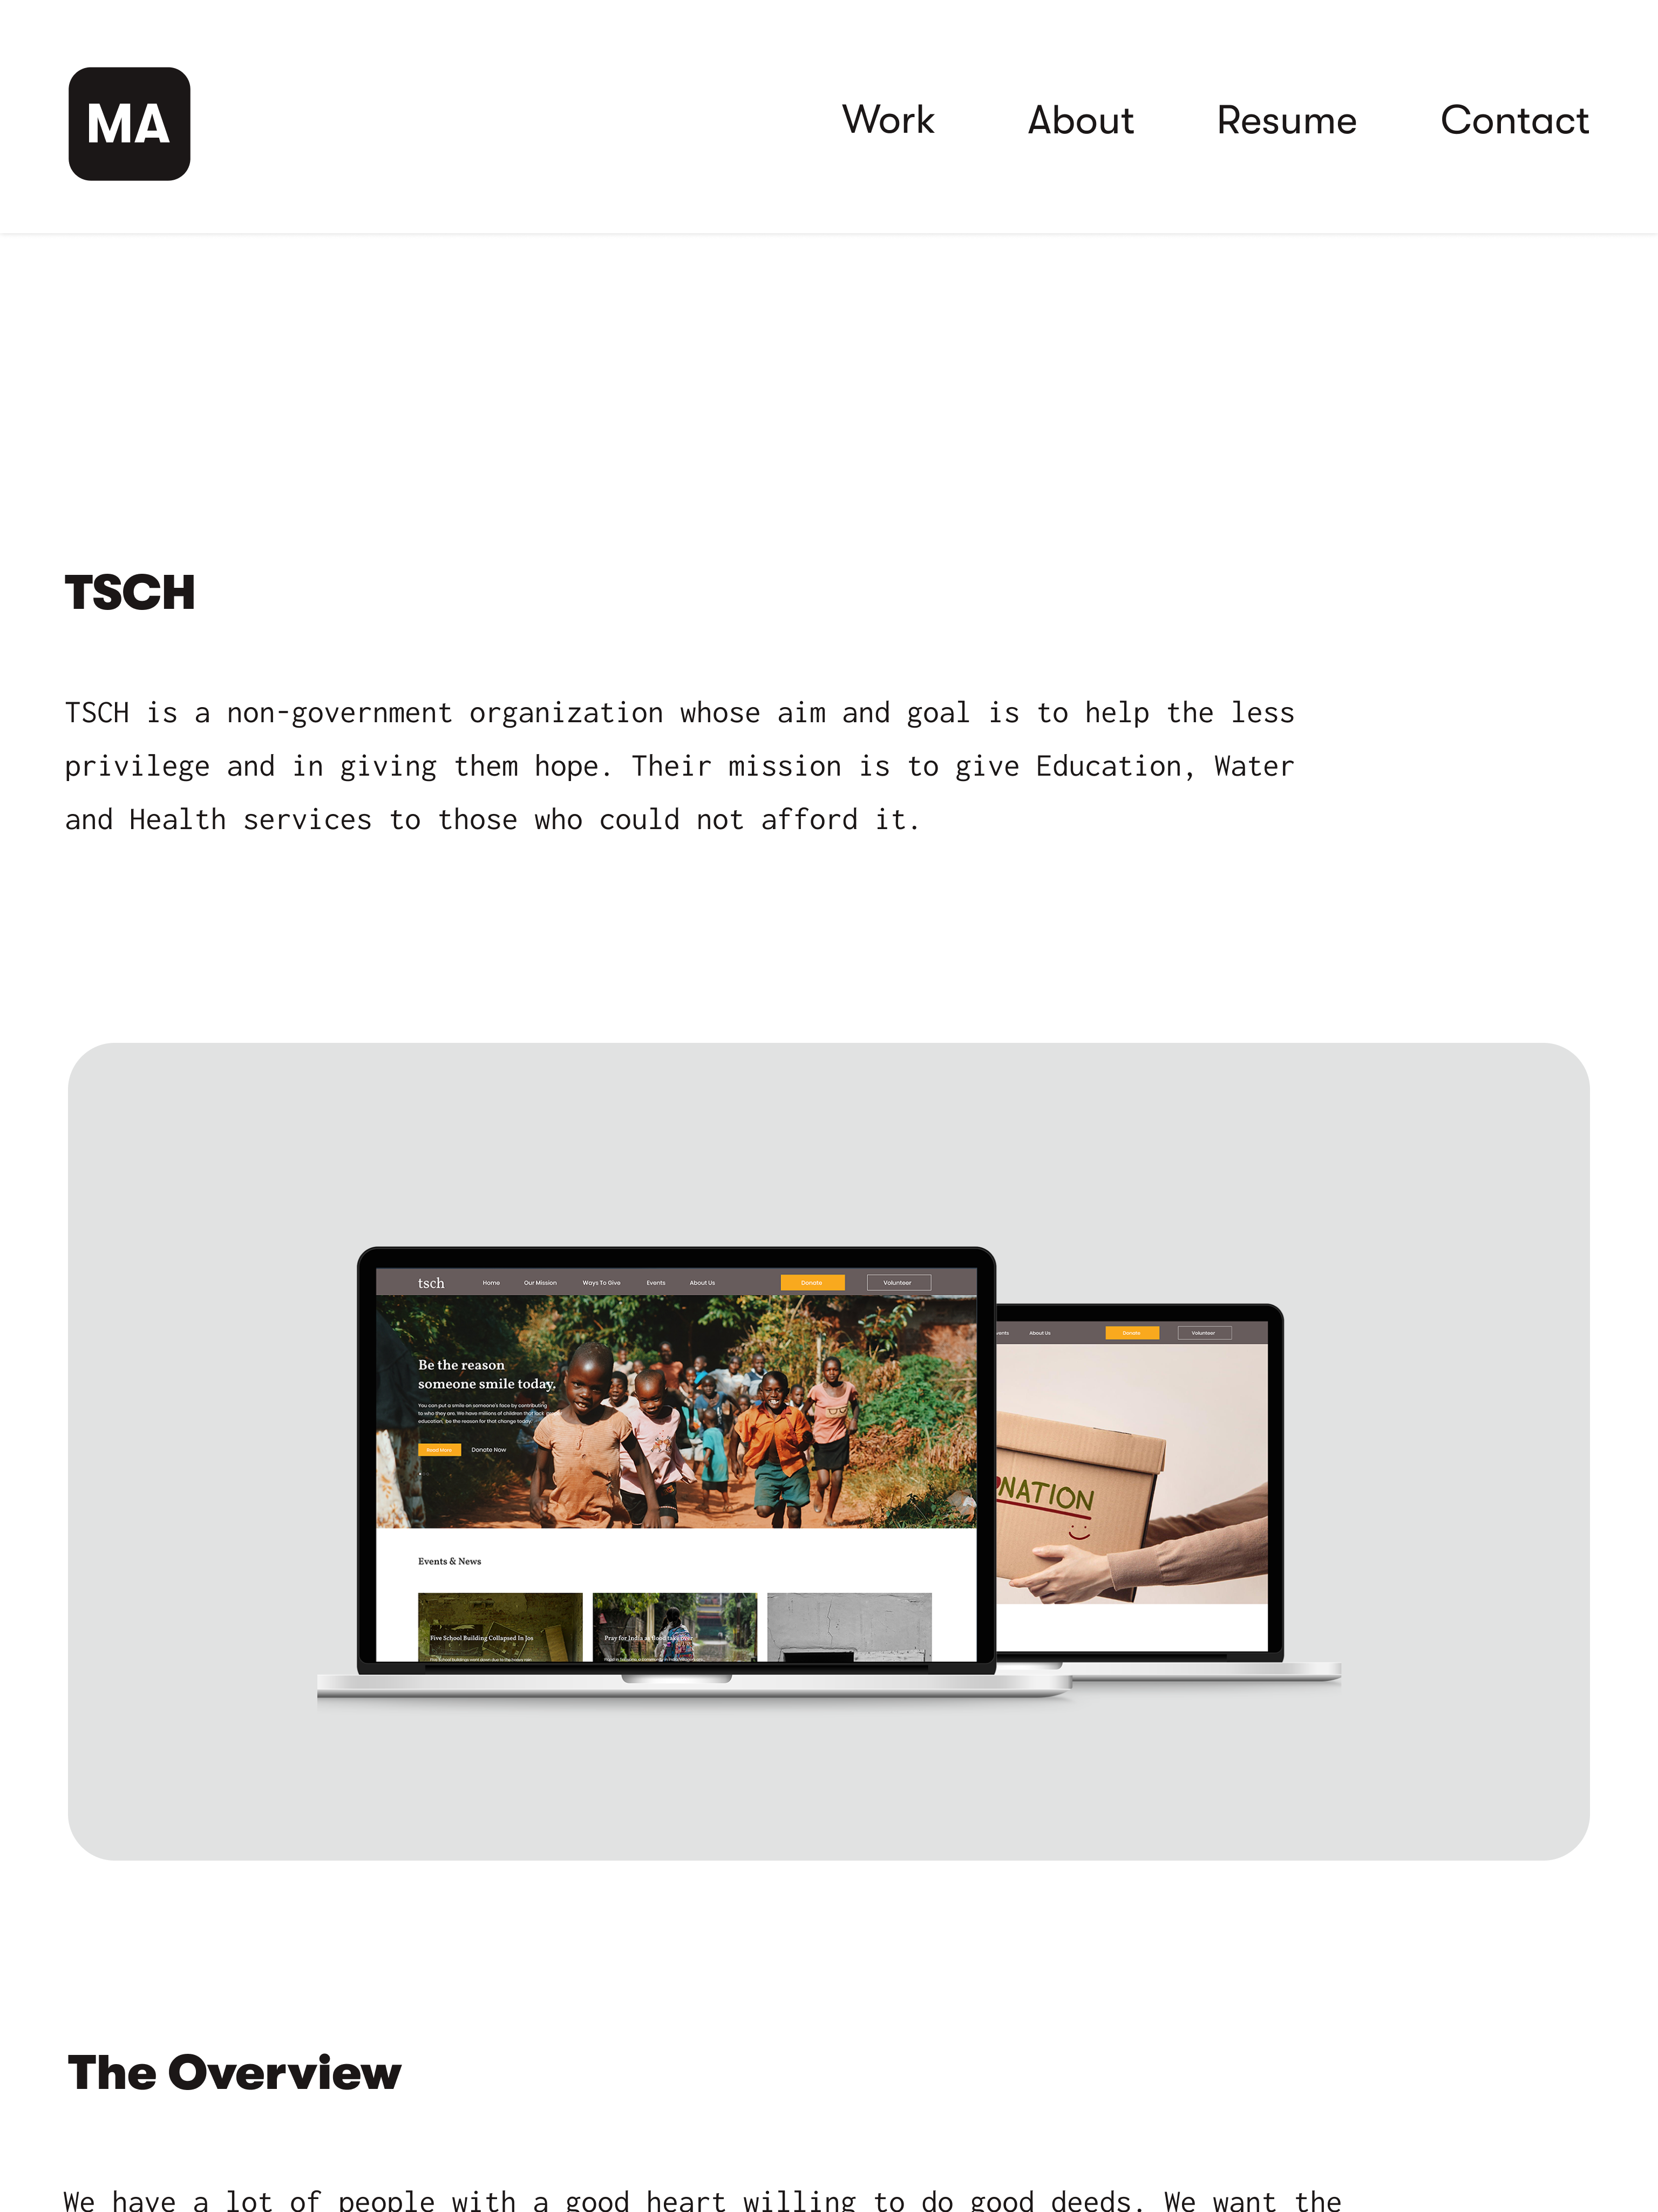 MA
Work About Resume Contact
TSCH
TSCH is a non-government organization whose aim and goal is to help the less
privilege and in giving them hope. Their mission is to give Education, Water
and Health services to those who could not afford it.
tsch Home Our Mission Ways To Give Events About Us Donate Volunteer
Be the reason
someone smile today.
You can put a smile on someone's face by contributing
to who they are. We have millions of children that lack
education, be the reason for that change today.
Read More Donate Now
Events & News
Five School Building Collapsed In Jos
Pray for India as flood take over
About Us Donate Volunteer
NATION
The Overview
We have a lot of people with a good heart willing to do good deeds. We want the